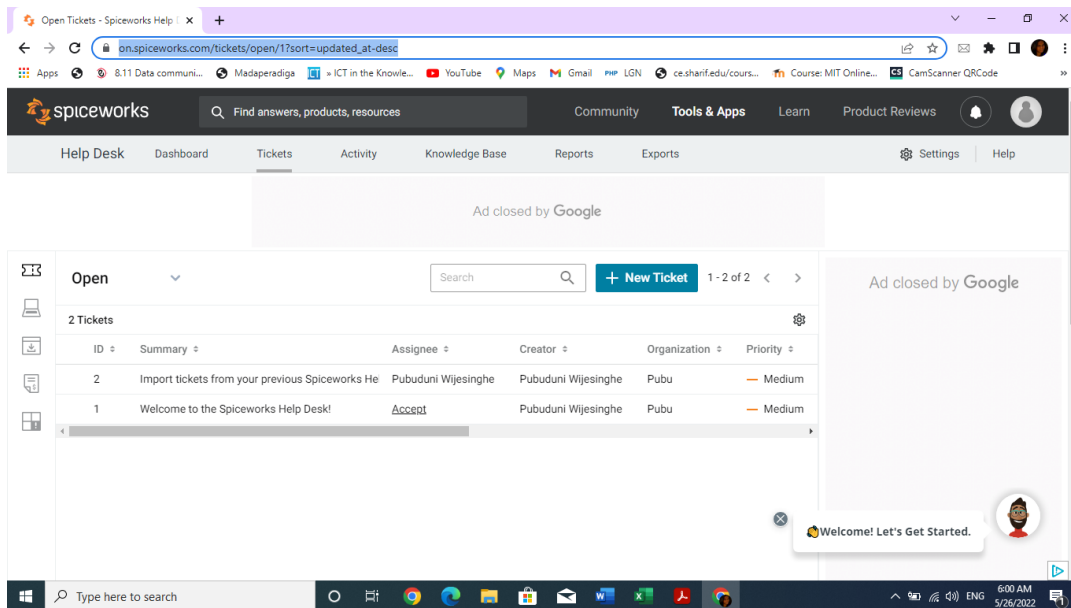 Open Tickets - Spiceworks Help
on.spiceworks.com/tickets/open/1?sort=updated_at-desc
Apps 8.11 Data communi... Madaperadiga » ICT in the Knowle... YouTube Maps Gmail PHP LGN ce.sharif.edu/cours... Course: MIT Online... CS CamScanner QRCode »
spiceworks Find answers, products, resources Community Tools & Apps Learn Product Reviews
Help Desk Dashboard Tickets Activity Knowledge Base Reports Exports Settings Help
Ad closed by Google
Open Search + New Ticket 1 - 2 of 2
Ad closed by Google
2 Tickets
ID Summary Assignee Creator Organization Priority
2 Import tickets from your previous Spiceworks He Pubuduni Wijesinghe Pubuduni Wijesinghe Pubu Medium
1 Welcome to the Spiceworks Help Desk! Accept Pubuduni Wijesinghe Pubu Medium
Welcome! Let's Get Started.
Type here to search ENG 6:00 AM
5/26/2022